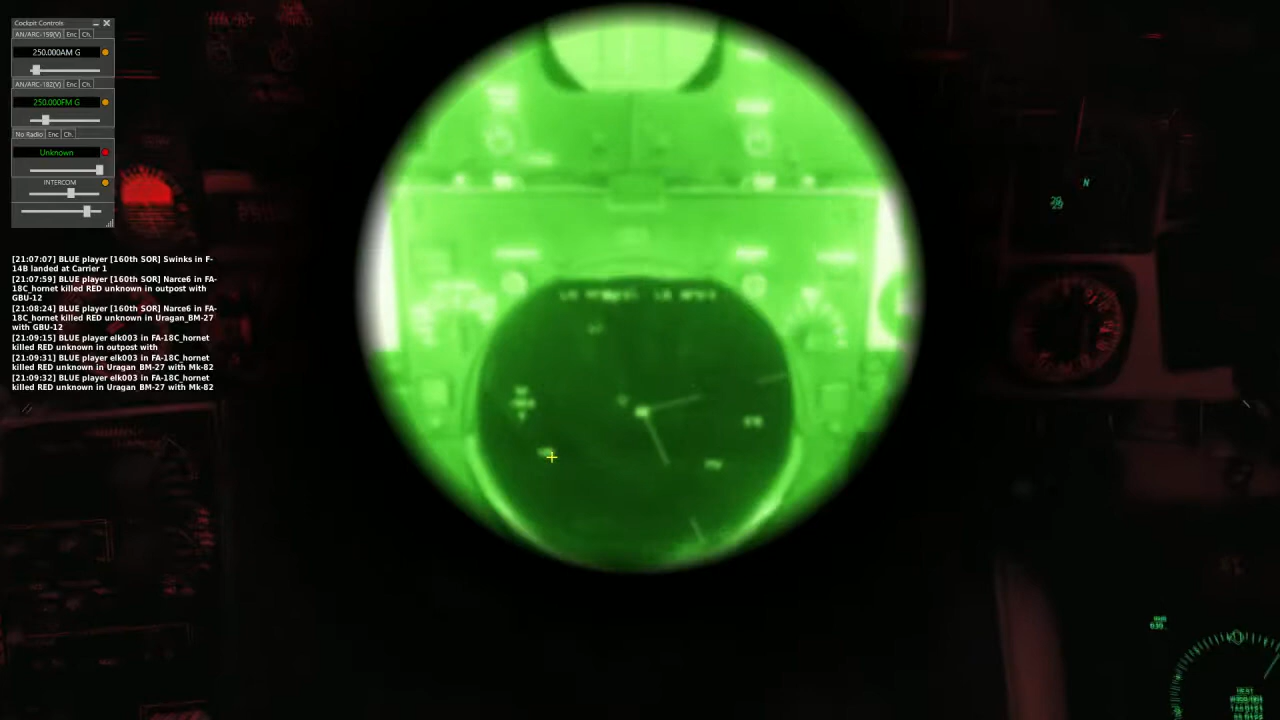 Cockpit Controls
AN/ARC-159(V) Enc Ch.
250.000AM G
AN/ARC-182(V) Enc Ch.
250.000FM G
No Radio Enc Ch.
Unknown
INTERCOM
[21:07:07] BLUE player [160th SOR] Swinks in F-
14B landed at Carrier 1
[21:07:59] BLUE player [160th SOR] Narce6 in FA-
18C_hornet killed RED unknown in outpost with
GBU-12
[21:08:24] BLUE player [160th SOR] Narce6 in FA-
18C_hornet killed RED unknown in Uragan_BM-27
with GBU-12
[21:09:15] BLUE player elk003 in FA-18C_hornet
killed RED unknown in outpost with
[21:09:31] BLUE player elk003 in FA-18C_hornet
killed RED unknown in Uragan BM-27 with Mk-82
[21:09:32] BLUE player elk003 in FA-18C_hornet
killed RED unknown in Uragan BM-27 with Mk-82
N